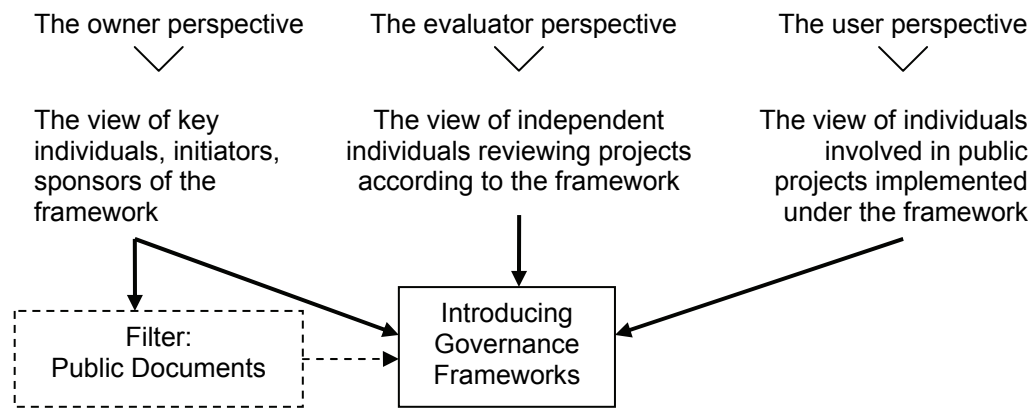 The owner perspective
The evaluator perspective
The user perspective
The view of key
individuals, initiators,
sponsors of the
framework
The view of independent
individuals reviewing projects
according to the framework
The view of individuals
involved in public
projects implemented
under the framework
Filter:
Public Documents
Introducing
Governance
Frameworks